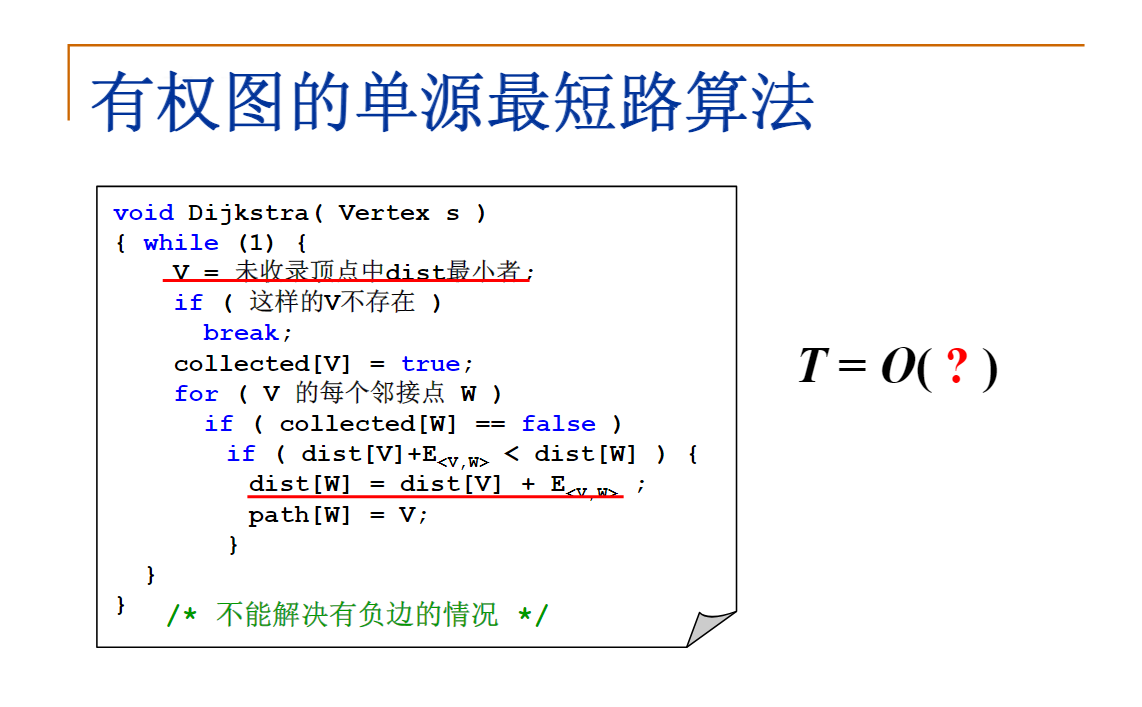 有权图的单源最短路算法
void Dijkstra( Vertex s )
{ while (1) {
V = 未收录顶点中dist最小者;
if ( 这样的V不存在 )
break;
collected[V] = true;
for ( V 的每个邻接点 W )
if ( collected[W] == false )
if ( dist[V]+E<V,W> < dist[W] ) {
dist[W] = dist[V] + E<V,W> ;
path[W] = V;
}
}
}
/* 不能解决有负边的情况 */
T = O( ? )